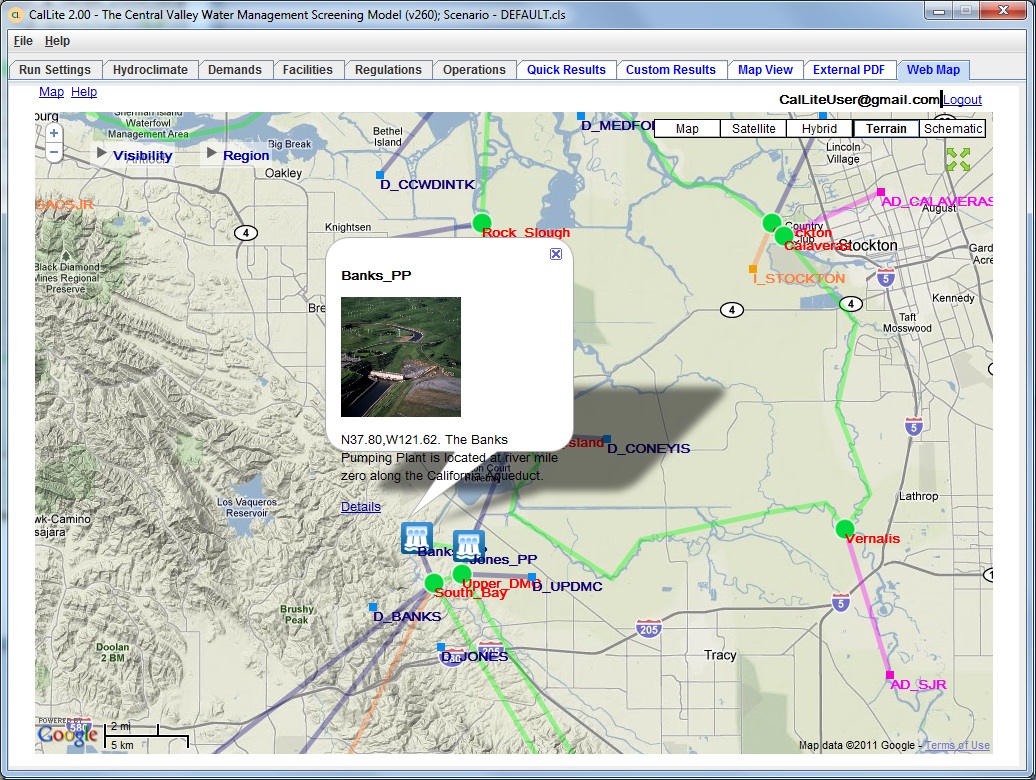 CalLite 2.00 - The Central Valley Water Management Screening Model (v260); Scenario - DEFAULT.cls
File Help
Run Settings Hydroclimate Demands Facilities Regulations Operations Quick Results Custom Results Map View External PDF Web Map
Map Help
CalLiteUser@gmail.com Logout
Map Satellite Hybrid Terrain Schematic
Visibility Region
Sherman Island
Waterfowl
Management Area
Big Break
Oakley
Bethel
Island
D_CCWDINTK
Lincoln
Village
AD_CALAVERAS
August
Knightsen
4
Rock_Slough
Country
Club
Calaveras
Stockton
I_STOCKTON
5
4
4
Kennedy
Taft
Mosswood
Black Diamond
Mines Regional
Preserve
Banks_PP
N37.80,W121.62. The Banks
Pumping Plant is located at river mile
zero along the California Aqueduct.
Details
D_CONEYIS
5
Los Vaqueros
Reservoir
Lathrop
Vernalis
Jones_PP
Upper_DMC
D_UPDMC
South_Bay
D_BANKS
D_JONES
Brushy
Peak
Doolan
2 BM
205
205
5
Tracy
AD_SJR
POWERED BY
Google
580
2 mi
5 km
Map data ©2011 Google - Terms of Use